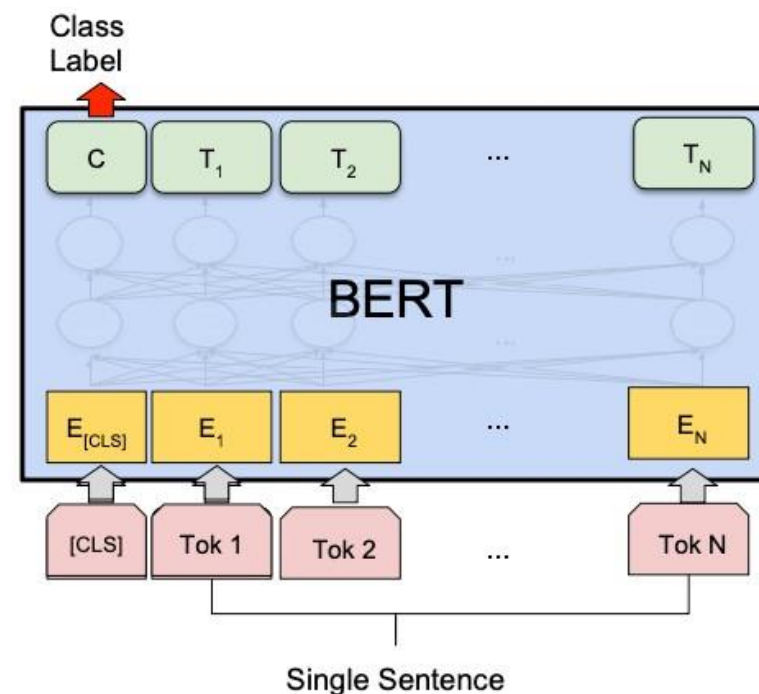 Class
Label
C T1 T2 ... TN
...
BERT
...
E[CLS] E1 E2 ... EN
[CLS] Tok 1 Tok 2 ... Tok N
Single Sentence